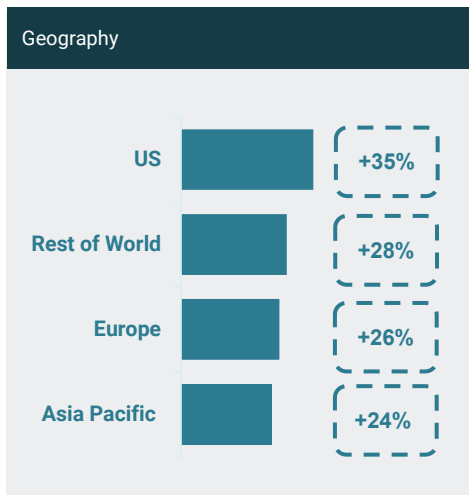 Geography
US
+35%
Rest of World
+28%
Europe
+26%
Asia Pacific
+24%